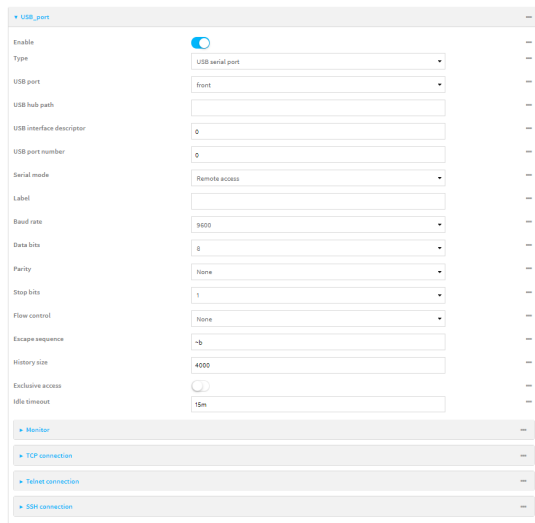 USB_port
Enable
Type USB serial port
USB port front
USB hub path
USB interface descriptor 0
USB port number 0
Serial mode Remote access
Label
Baud rate 9600
Data bits 8
Parity None
Stop bits 1
Flow control None
Escape sequence ~b
History size 4000
Exclusive access
Idle timeout 15m
Monitor
TCP connection
Telnet connection
SSH connection